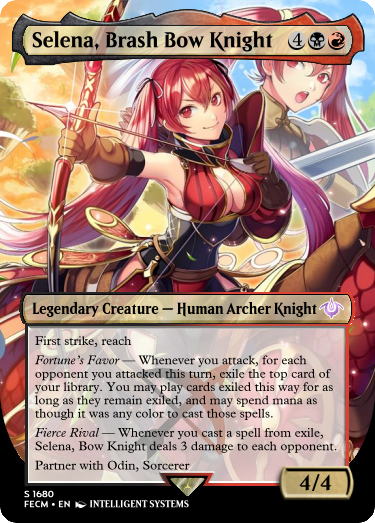 Selena, Brash Bow Knight 4
Legendary Creature — Human Archer Knight
First strike, reach
Fortune's Favor — Whenever you attack, for each
opponent you attacked this turn, exile the top card of
your library. You may play cards exiled this way for as
long as they remain exiled, and may spend mana as
though it was any color to cast those spells.
Fierce Rival — Whenever you cast a spell from exile,
Selena, Bow Knight deals 3 damage to each opponent.
Partner with Odin, Sorcerer
4/4
S 1680
FECM • EN INTELLIGENT SYSTEMS